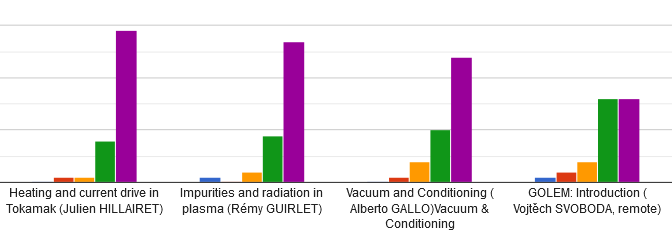 Heating and current drive in
Tokamak (Julien HILLAIRET)
Impurities and radiation in
plasma (Rémy GUIRLET)
Vacuum and Conditioning (
Alberto GALLO)Vacuum &
Conditioning
GOLEM: Introduction (
Vojtěch SVOBODA, remote)